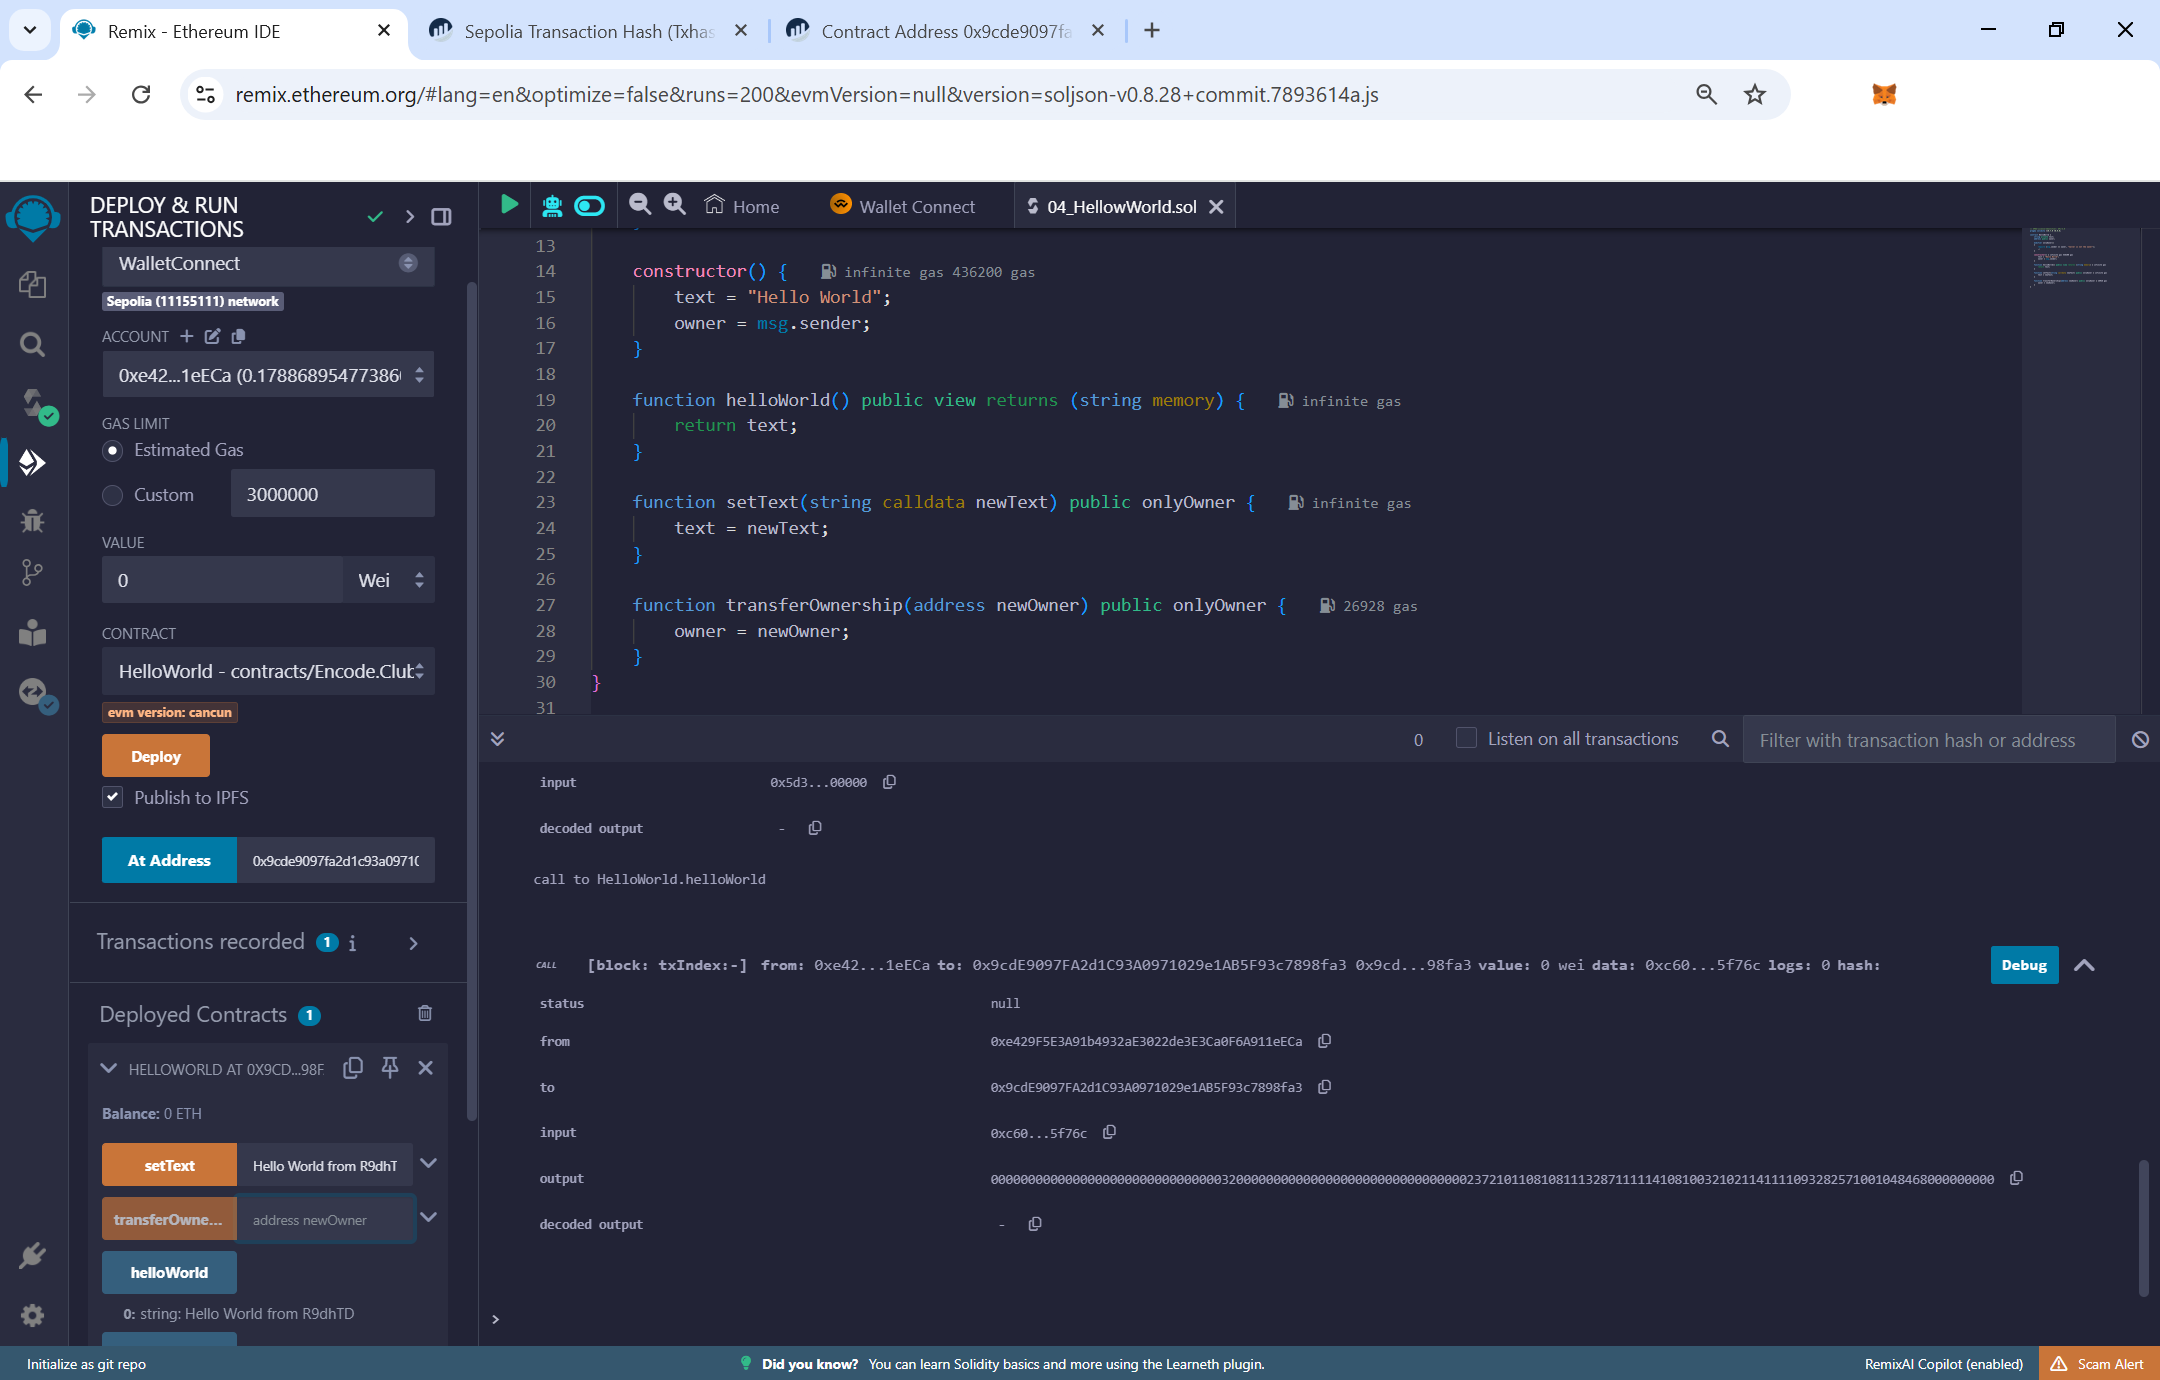 Remix - Ethereum IDE
Sepolia Transaction Hash (Txhas
Contract Address 0x9cde9097fa
remix.ethereum.org/#lang=en&optimize=false&runs=200&evmVersion=null&version=soljson-v0.8.28+commit.7893614a.js
DEPLOY & RUN
TRANSACTIONS
WalletConnect
Sepolia (11155111) network
ACCOUNT
0xe42...1eECa (0.17886895477386
GAS LIMIT
Estimated Gas
Custom
3000000
VALUE
0
Wei
CONTRACT
HelloWorld - contracts/Encode.Club
evm version: cancun
Deploy
Publish to IPFS
At Address
0x9cde9097fa2d1c93a0971
Transactions recorded 1 i
Deployed Contracts 1
HELLOWORLD AT 0X9CD...98F
Balance: 0 ETH
setText
Hello World from R9dhT
transferOwne...
address newOwner
helloWorld
0: string: Hello World from R9dhTD
Home
Wallet Connect
04_HellowWorld.sol
13
14 constructor() { infinite gas 436200 gas
15 text = "Hello World";
16 owner = msg.sender;
17 }
18
19 function helloWorld() public view returns (string memory) { infinite gas
20 return text;
21 }
22
23 function setText(string calldata newText) public onlyOwner { infinite gas
24 text = newText;
25 }
26
27 function transferOwnership(address newOwner) public onlyOwner { 26928 gas
28 owner = newOwner;
29 }
30 }
31
0
Listen on all transactions
Filter with transaction hash or address
input 0x5d3...00000
decoded output -
call to HelloWorld.helloWorld
CALL [block: txIndex:-] from: 0xe42...1eECa to: 0x9cdE9097FA2d1C93A0971029e1AB5F93c7898fa3 0x9cd...98fa3 value: 0 wei data: 0xc60...5f76c logs: 0 hash:
Debug
status null
from 0xe429F5E3A91b4932aE3022de3E3Ca0F6A911eECa
to 0x9cdE9097FA2d1C93A0971029e1AB5F93c7898fa3
input 0xc60...5f76c
output
decoded output -
>
Initialize as git repo
Did you know? You can learn Solidity basics and more using the Learneth plugin.
RemixAI Copilot (enabled)
Scam Alert